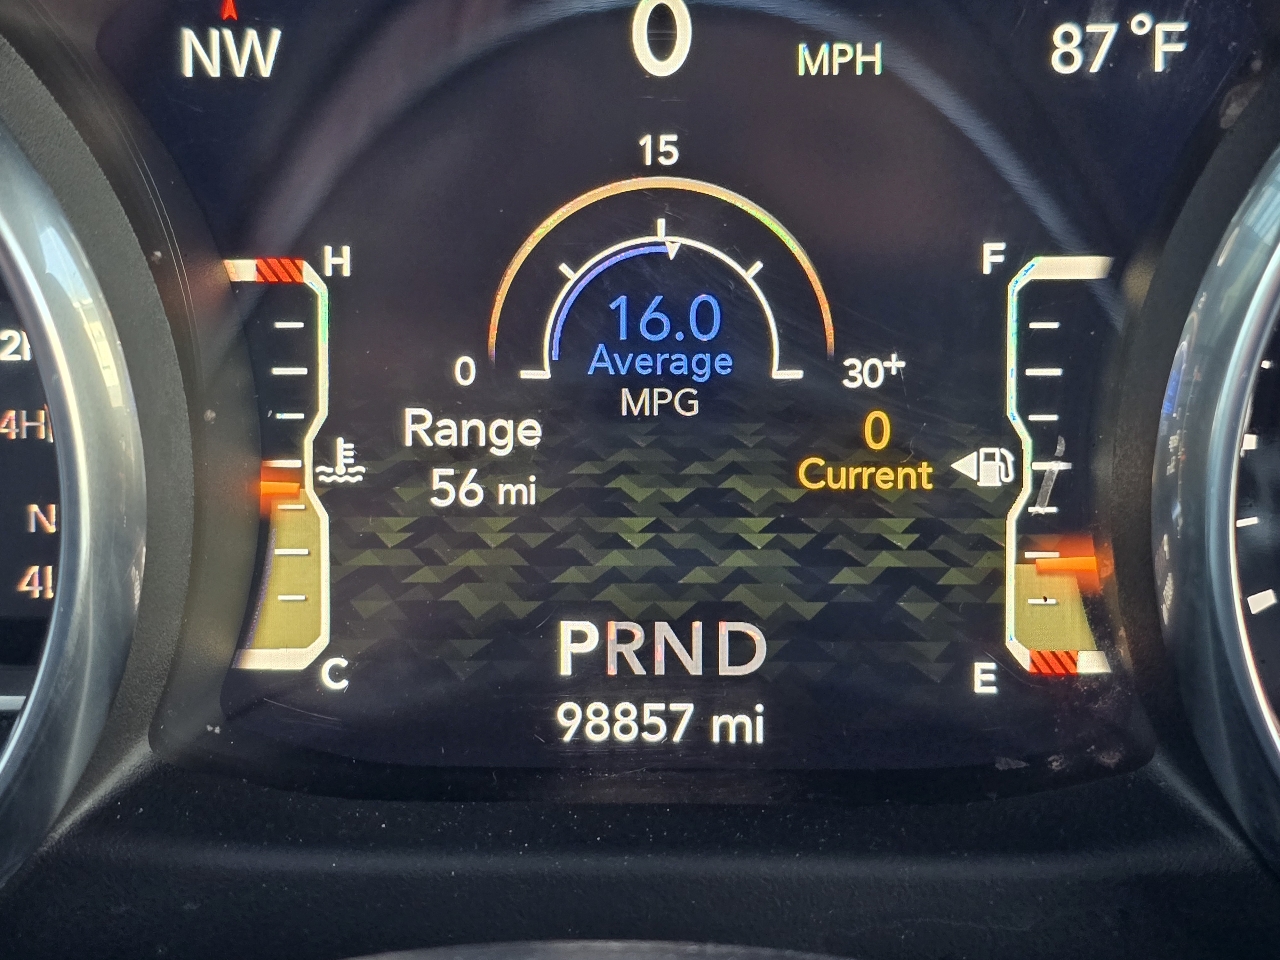 NW
0
MPH
87°F
15
H
F
16.0
Average
MPG
0
30+
Range
56 mi
0
Current
4H
N
PRND
C
E
98857 mi